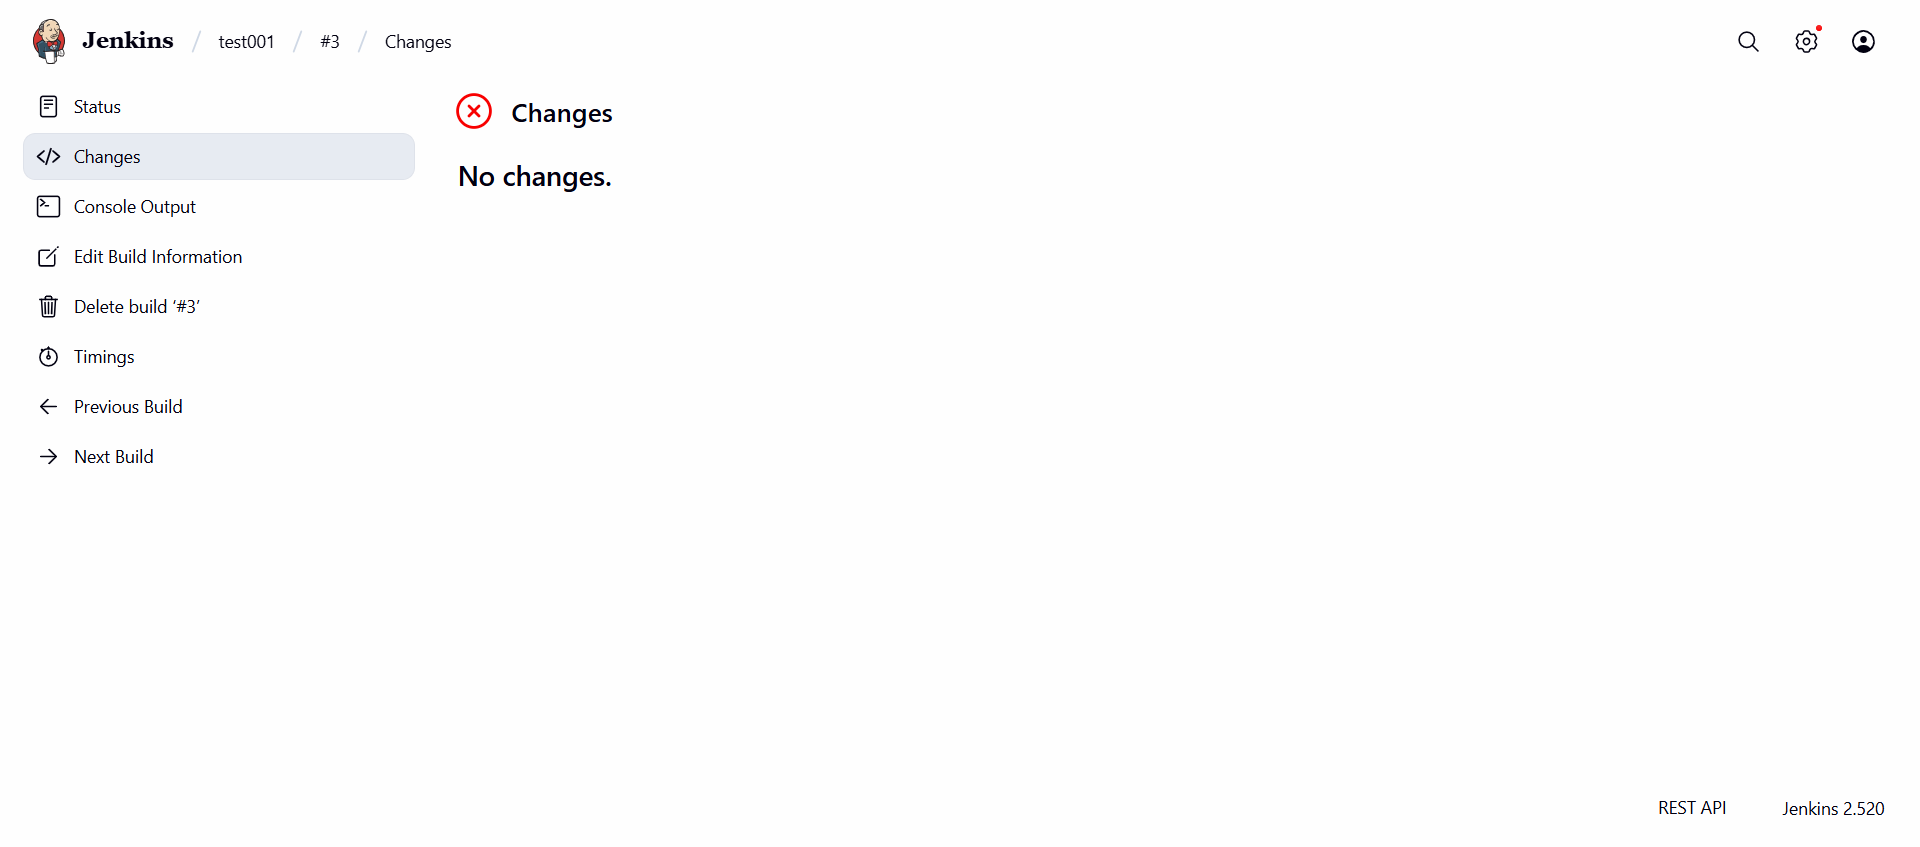 Jenkins / test001 / #3 / Changes
Status
Changes
Console Output
Edit Build Information
Delete build ‘#3’
Timings
Previous Build
Next Build
Changes
No changes.
REST API
Jenkins 2.520